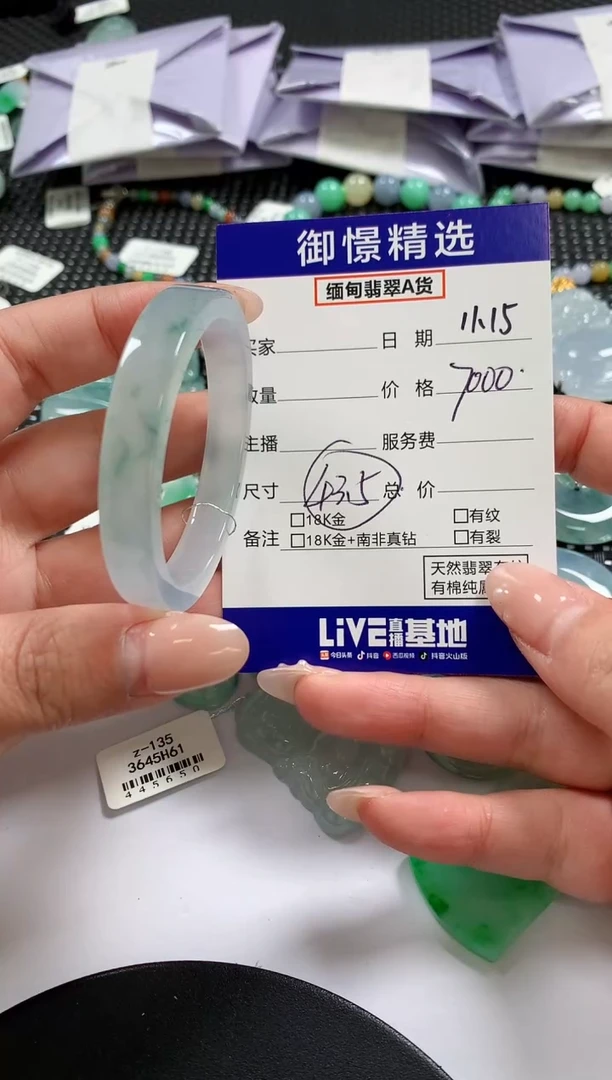 御憬精选
缅甸翡翠A货
买家 日期 11.15
数量 价格 7000.
主播 服务费
尺寸 43.5 总价
备注 □18K金 □有纹
□18K金+南非真钻 □有裂
天然翡翠
有棉纯属
LiVE直播基地
今日头条 抖音 西瓜视频 抖音火山版
z-135
3645H61
445650